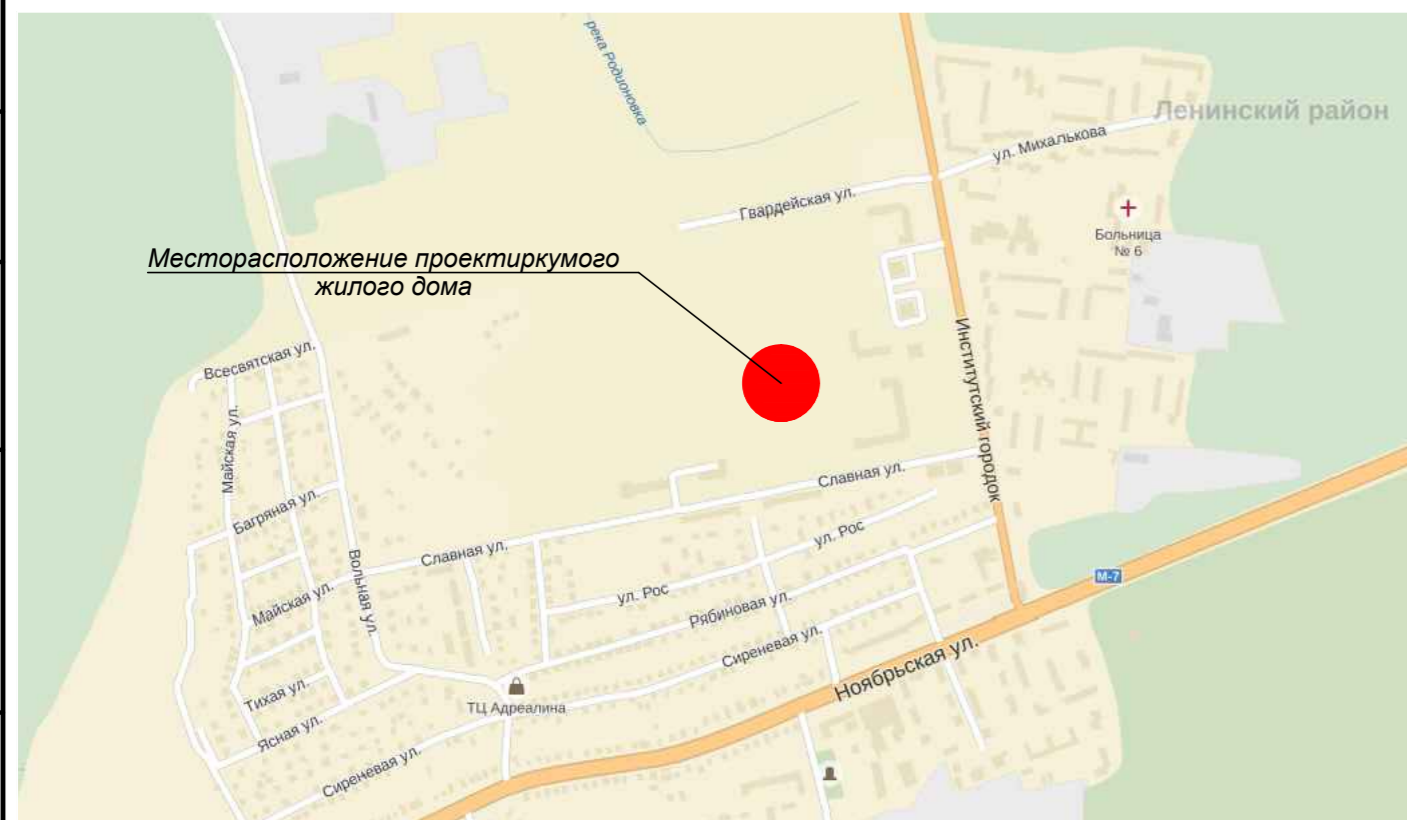 река Родионовка
Ленинский район
ул. Михалькова
Гвардейская ул.
Больница
№ 6
Месторасположение проектиркумого
жилого дома
Всесвятская ул.
Институтский городок
Майская ул.
Славная ул.
Багряная ул.
ул. Рос
Славная ул.
Вольная ул.
М-7
Майская ул.
ул. Рос
Рябиновая ул.
Сиреневая ул.
Ноябрьская ул.
Тихая ул.
ТЦ Адреалина
Ясная ул.
Сиреневая ул.